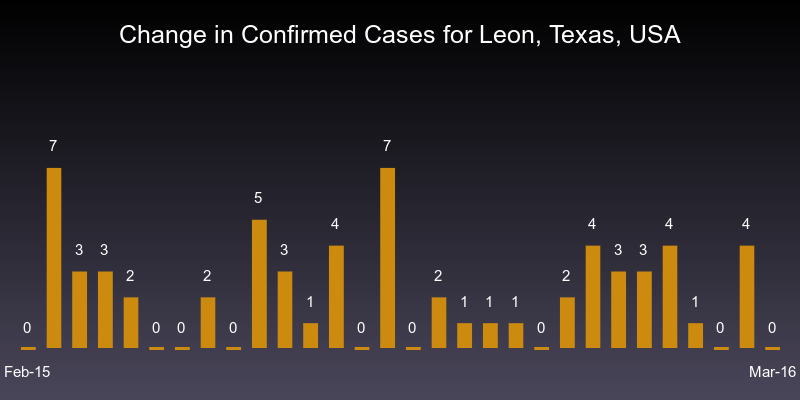 Change in Confirmed Cases for Leon, Texas, USA
0 7 3 3 2 0 0 2 0 5 3 1 4 0 7 0 2 1 1 1 0 2 4 3 3 4 1 0 4 0
Feb-15 Mar-16